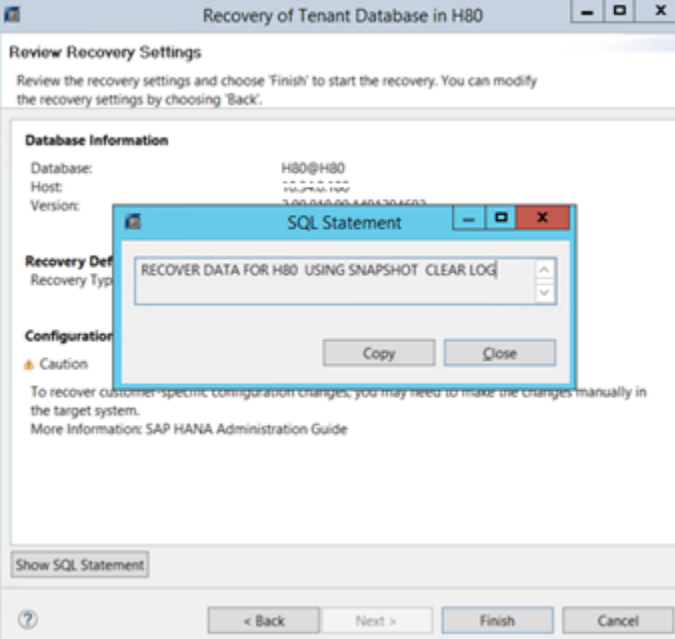 Recovery of Tenant Database in H80
Review Recovery Settings
Review the recovery settings and choose 'Finish' to start the recovery. You can modify
the recovery settings by choosing 'Back'.
Database Information
Database: H80@H80
Host:
Version:
SQL Statement
RECOVER DATA FOR H80 USING SNAPSHOT CLEAR LOG
Copy Close
Recovery Def
Recovery Typ
Configuration
Caution
To recover customer-specific configuration changes, you may need to make the changes manually in
the target system.
More Information: SAP HANA Administration Guide
Show SQL Statement
? < Back Next > Finish Cancel